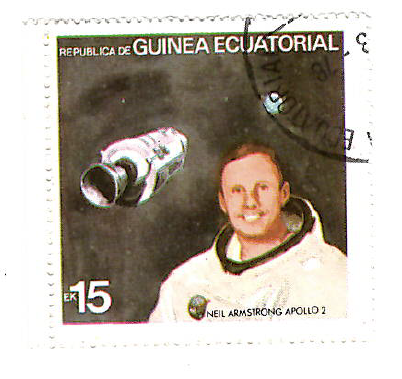 REPUBLICA DE GUINEA ECUATORIAL
EK 15
NEIL ARMSTRONG APOLLO 2